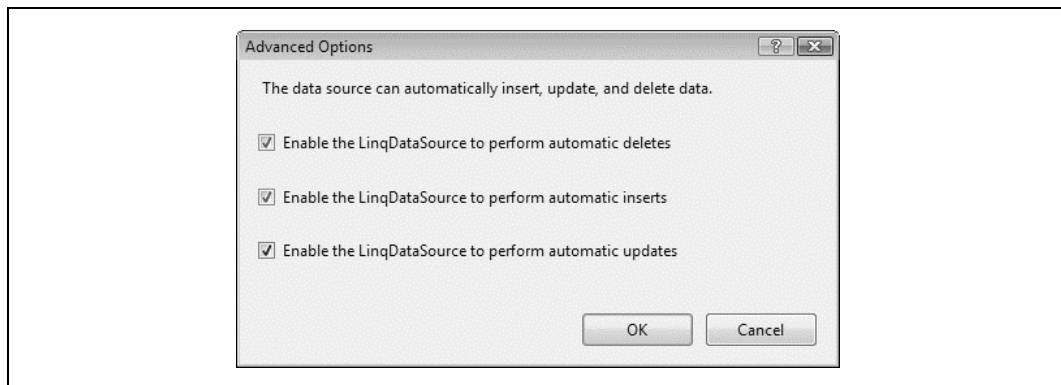 Advanced Options
The data source can automatically insert, update, and delete data.
Enable the LinqDataSource to perform automatic deletes
Enable the LinqDataSource to perform automatic inserts
Enable the LinqDataSource to perform automatic updates
OK Cancel